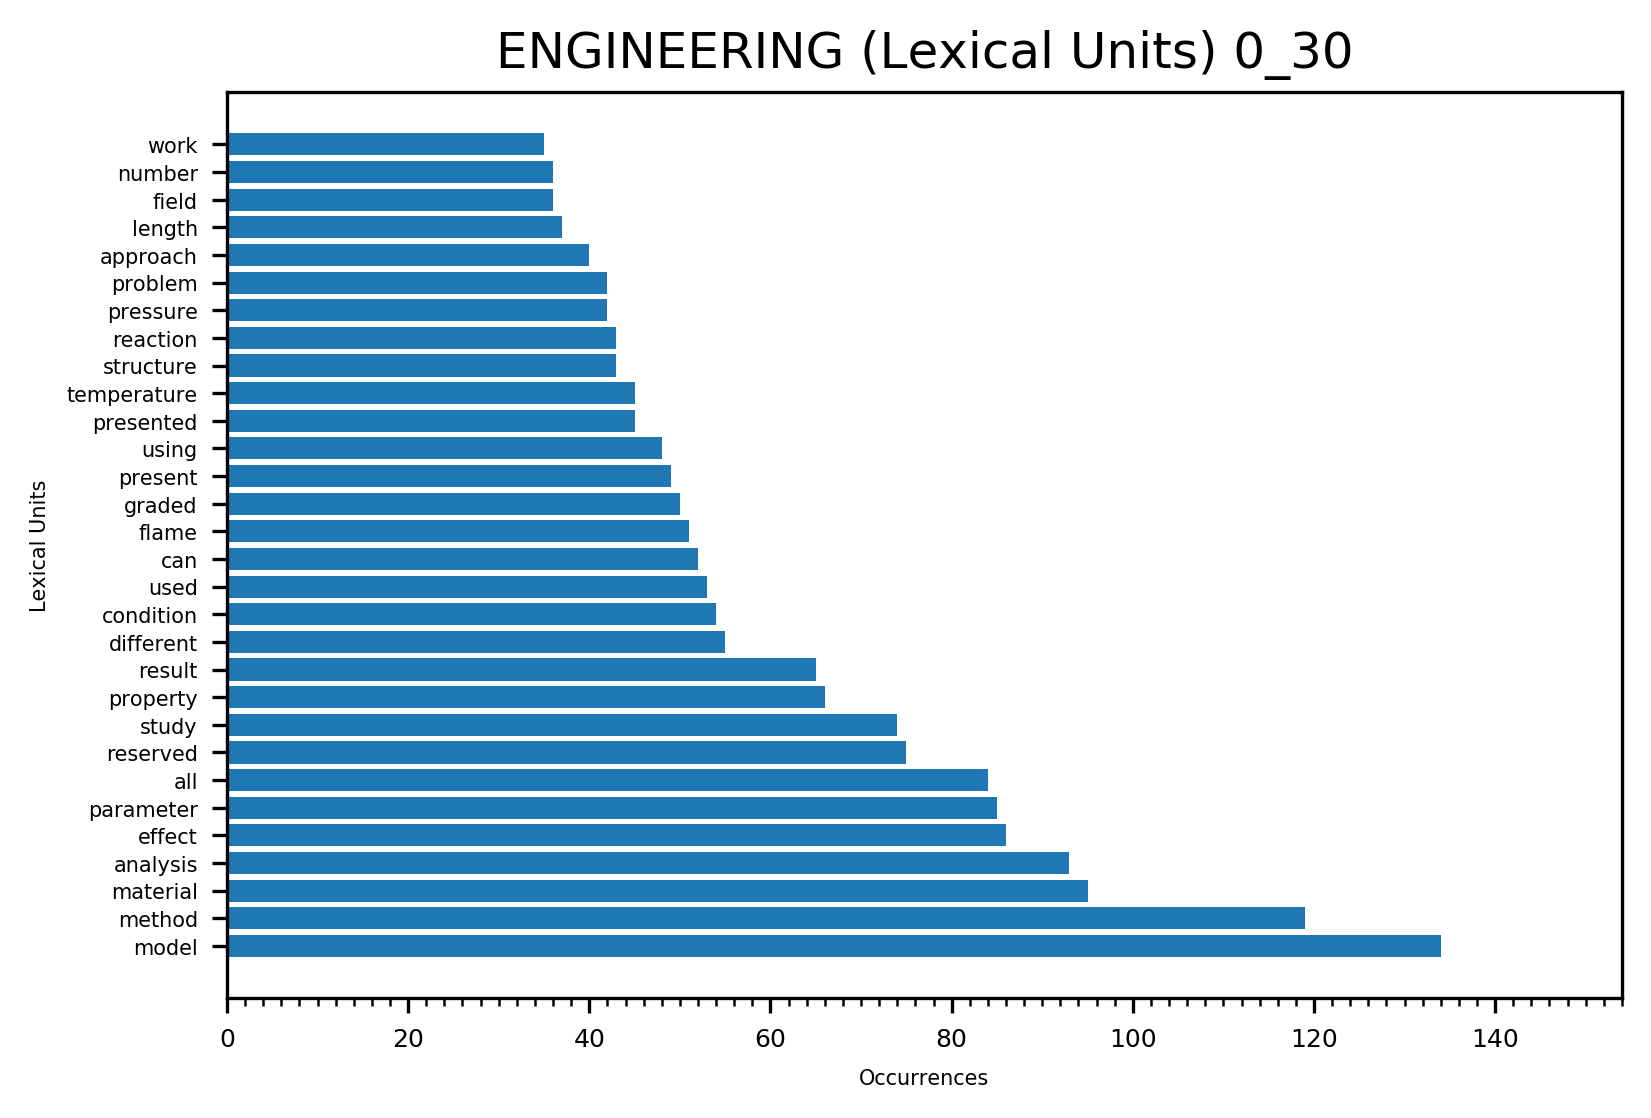 ENGINEERING (Lexical Units) 0_30
work
number
field
length
approach
problem
pressure
reaction
structure
temperature
presented
using
present
graded
flame
can
used
condition
different
result
property
study
reserved
all
parameter
effect
analysis
material
method
model
Lexical Units
0 20 40 60 80 100 120 140
Occurrences